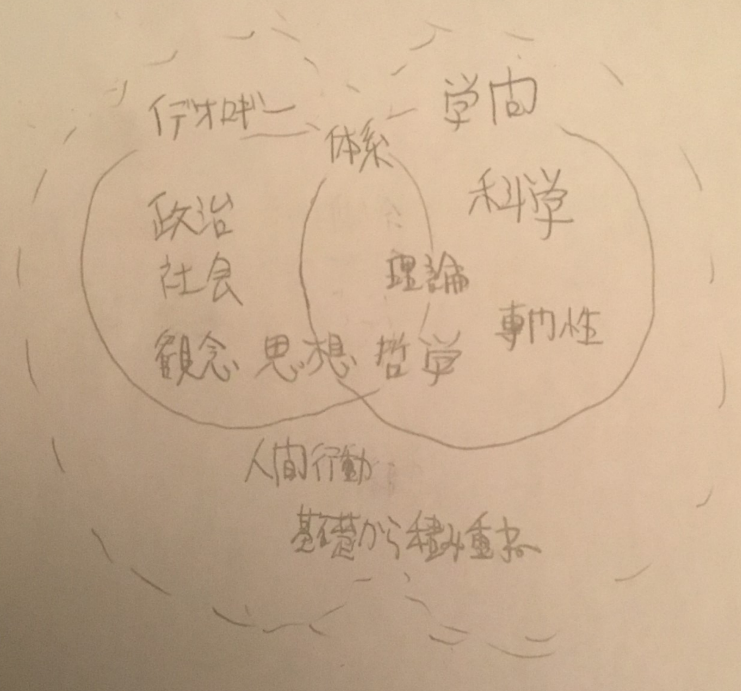 イデオロギー
学問
体系
政治
科学
社会
理論
専門性
観念 思想 哲学
人間行動
基礎から積み重ね